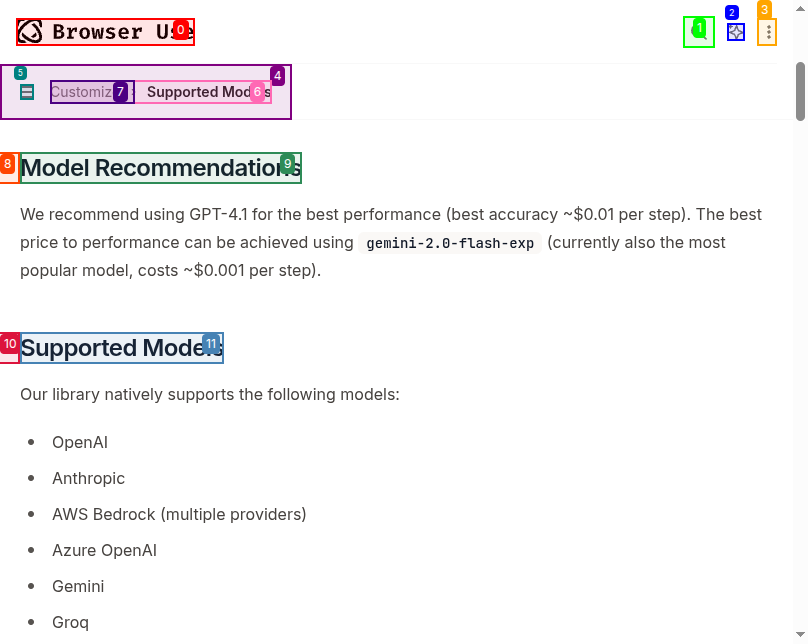 Browser Use
0
1
2
3
4
5
Customiz
7
Supported Models
6
8
Model Recommendations
9
We recommend using GPT-4.1 for the best performance (best accuracy ~$0.01 per step). The best
price to performance can be achieved using gemini-2.0-flash-exp (currently also the most
popular model, costs ~$0.001 per step).
10
Supported Models
11
Our library natively supports the following models:
• OpenAI
• Anthropic
• AWS Bedrock (multiple providers)
• Azure OpenAI
• Gemini
• Groq